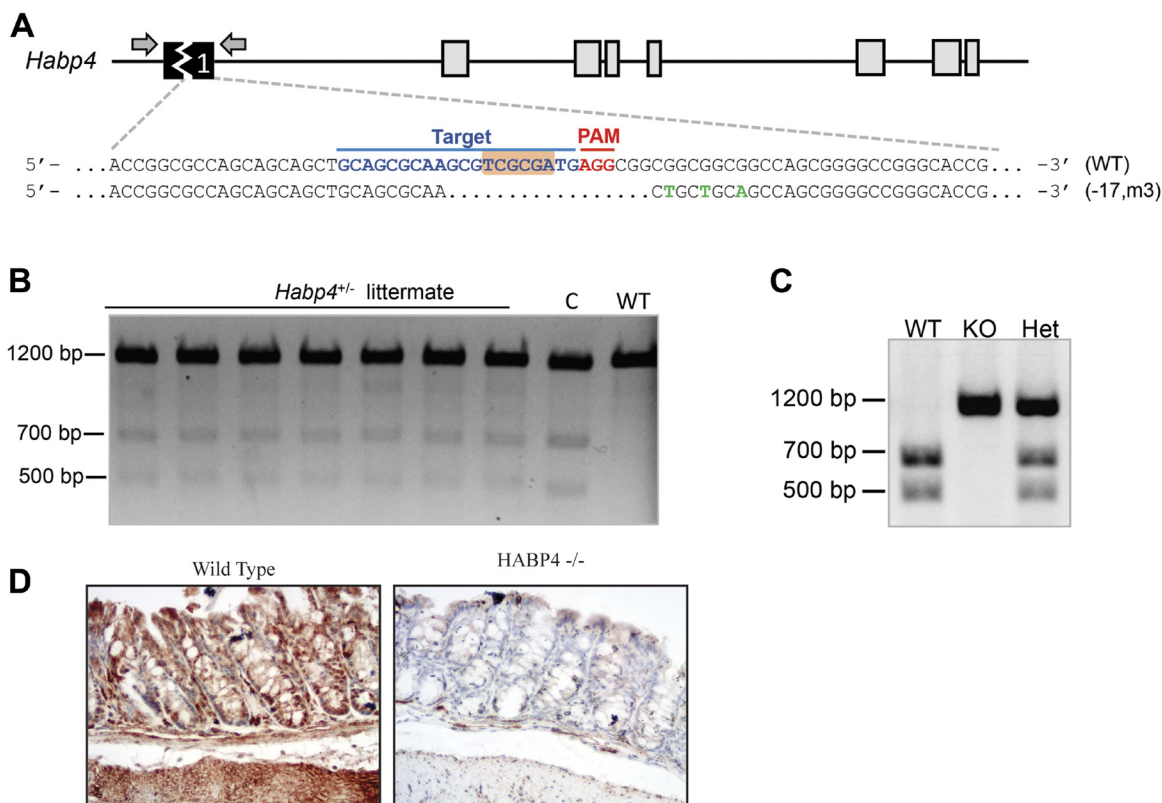 A
Habp4
1
Target PAM
5′– ...ACCGGCGCCAGCAGCAGCTGCAGCGCAAGCGTCGCGATGAGGCGGCGGCGGCGGCCAGCGGGGCCGGGCACCG... –3′ (WT)
5′– ...ACCGGCGCCAGCAGCAGCTGCAGCGCAA.................CTGCTGCAGCCAGCGGGGCCGGGCACCG... –3′ (-17,m3)
B
Habp4+/- littermate C WT
1200 bp
700 bp
500 bp
C
WT KO Het
1200 bp
700 bp
500 bp
D
Wild Type
HABP4 -/-